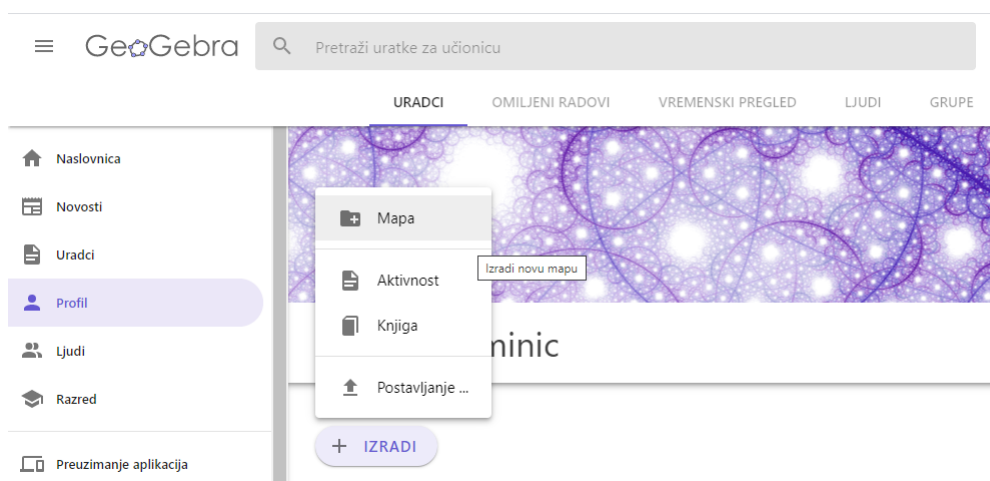 GeoGebra
Pretraži uratke za učionicu
URADCI OMILJENI RADOVI VREMENSKI PREGLED LJUDI GRUPE
Naslovnica
Novosti
Uradci
Profil
Ljudi
Razred
Preuzimanje aplikacija
Mapa
Izradi novu mapu
Aktivnost
Knjiga
Postavljanje ...
+ IZRADI